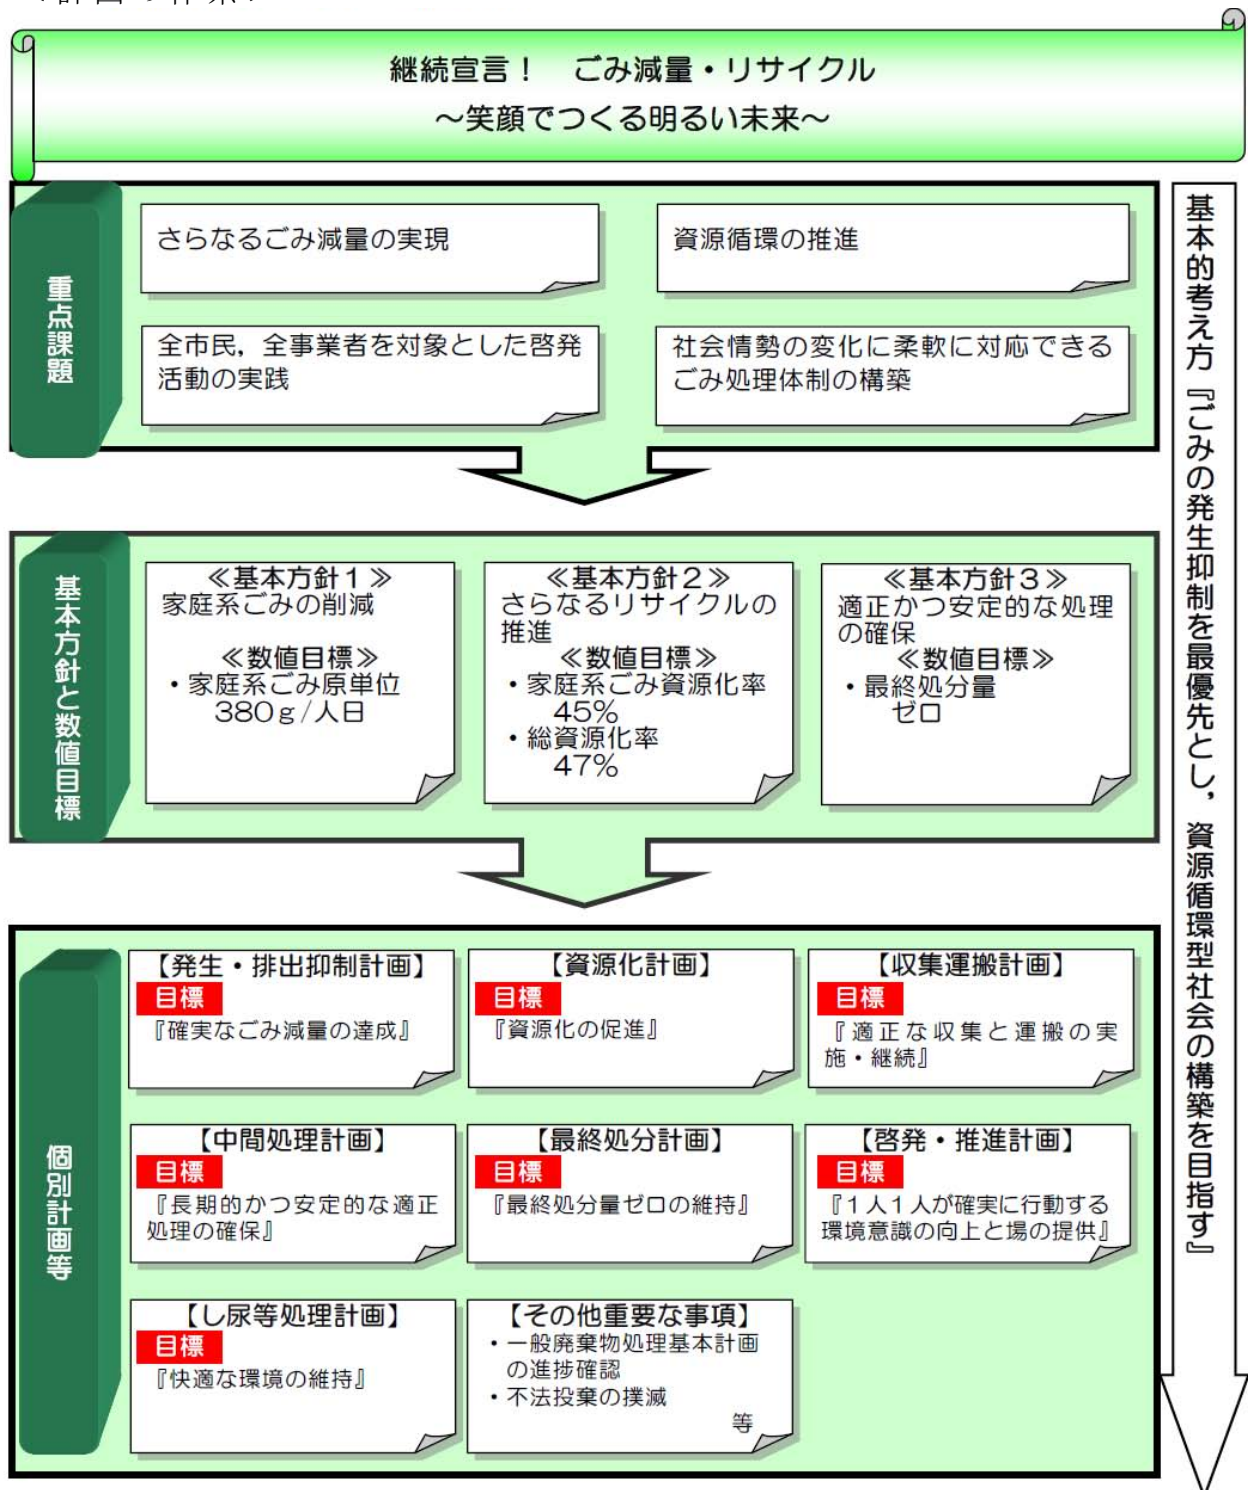 継続宣言！　ごみ減量・リサイクル
～笑顔でつくる明るい未来～
重点課題
さらなるごみ減量の実現
資源循環の推進
全市民，全事業者を対象とした啓発
活動の実践
社会情勢の変化に柔軟に対応できる
ごみ処理体制の構築
基本方針と数値目標
≪基本方針１≫
家庭系ごみの削減
≪数値目標≫
・家庭系ごみ原単位
380ｇ/人日
≪基本方針２≫
さらなるリサイクルの
推進
≪数値目標≫
・家庭系ごみ資源化率
45%
・総資源化率
47%
≪基本方針３≫
適正かつ安定的な処理
の確保
≪数値目標≫
・最終処分量
ゼロ
個別計画等
【発生・排出抑制計画】
目標
『確実なごみ減量の達成』
【資源化計画】
目標
『資源化の促進』
【収集運搬計画】
目標
『適正な収集と運搬の実
施・継続』
【中間処理計画】
目標
『長期的かつ安定的な適正
処理の確保』
【最終処分計画】
目標
『最終処分量ゼロの維持』
【啓発・推進計画】
目標
『１人１人が確実に行動する
環境意識の向上と場の提供』
【し尿等処理計画】
目標
『快適な環境の維持』
【その他重要な事項】
・一般廃棄物処理基本計画
の進捗確認
・不法投棄の撲滅
等
基本的考え方『ごみの発生抑制を最優先とし，資源循環型社会の構築を目指す』